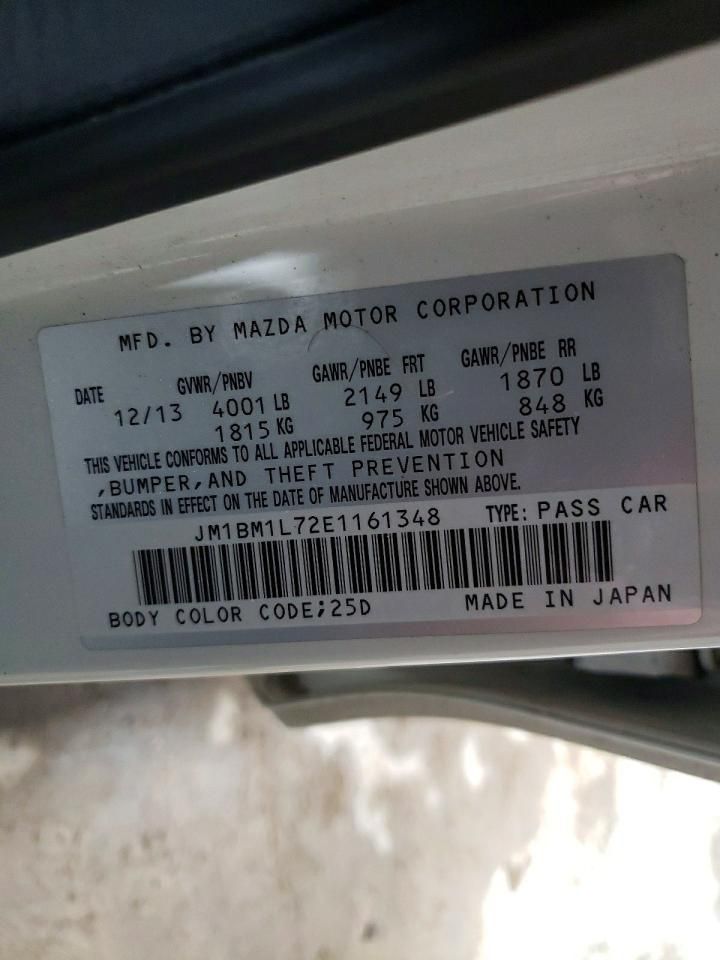 MFD. BY MAZDA MOTOR CORPORATION
DATE GVWR/PNBV GAWR/PNBE FRT GAWR/PNBE RR
12/13 4001 LB 2149 LB 1870 LB
1815 KG 975 KG 848 KG
THIS VEHICLE CONFORMS TO ALL APPLICABLE FEDERAL MOTOR VEHICLE SAFETY
,BUMPER,AND THEFT PREVENTION
STANDARDS IN EFFECT ON THE DATE OF MANUFACTURE SHOWN ABOVE.
JM1BM1L72E1161348 TYPE: PASS CAR
BODY COLOR CODE;25D MADE IN JAPAN